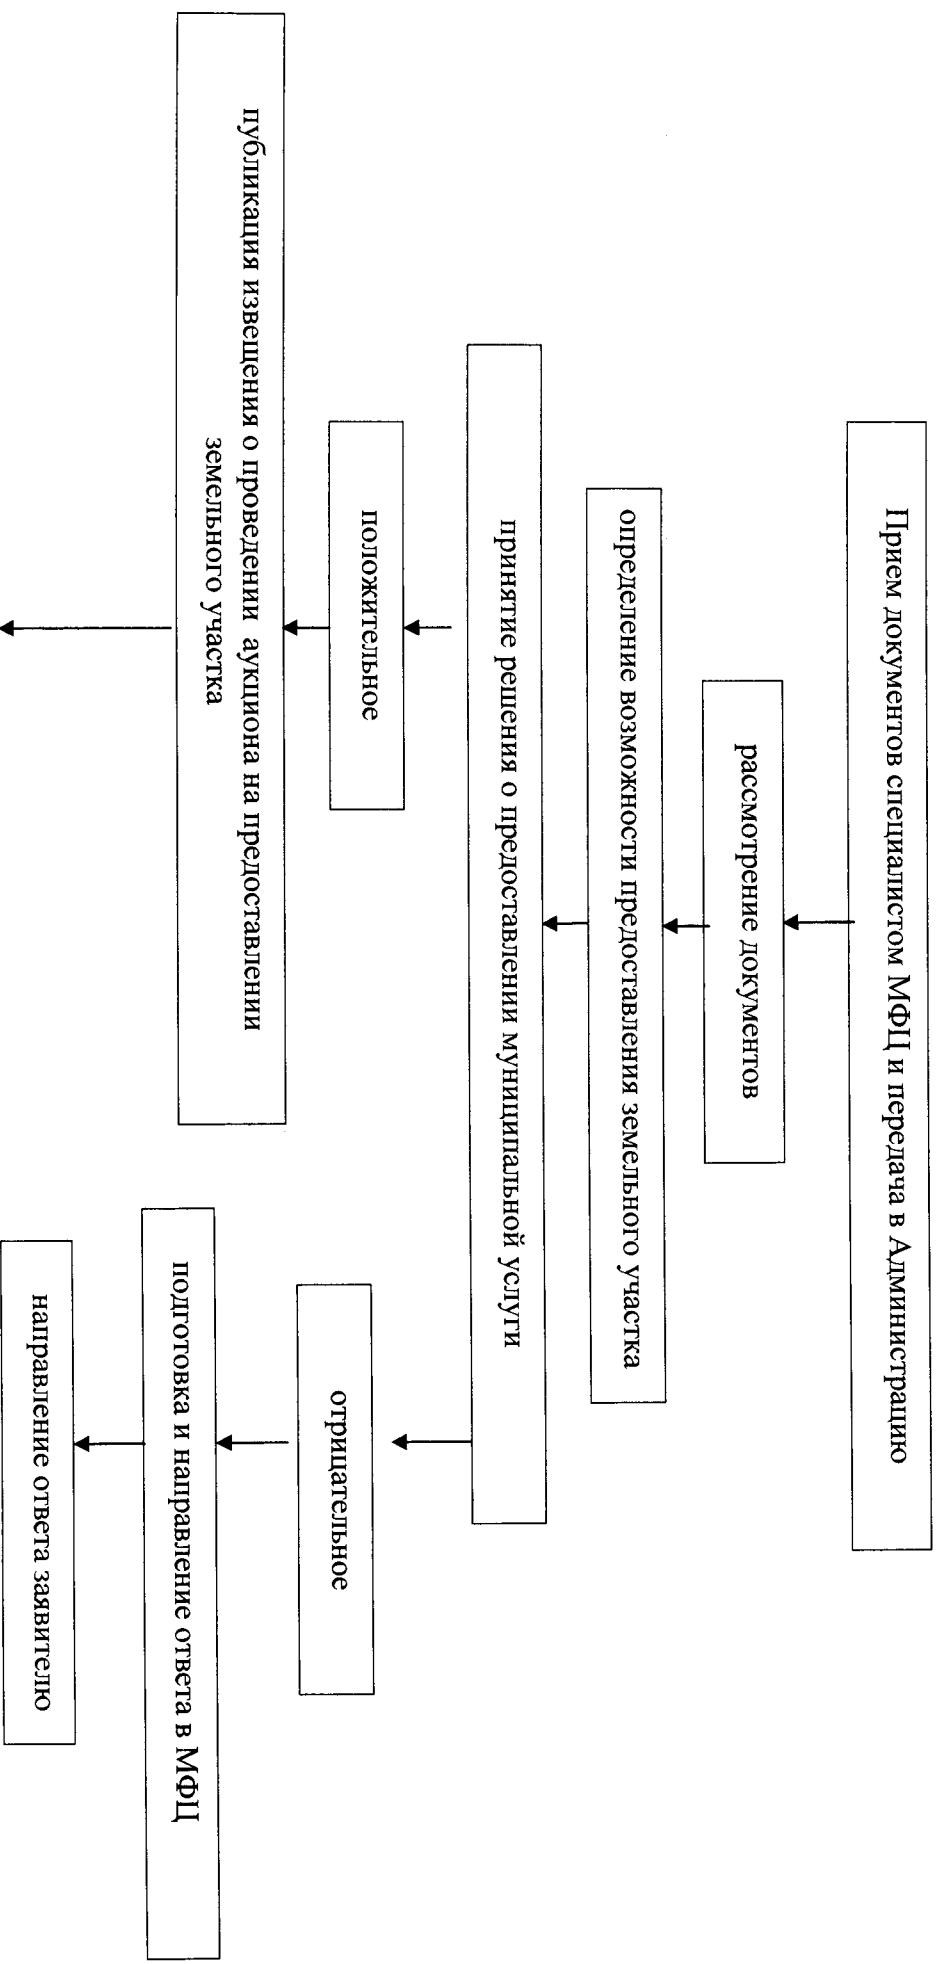 Прием документов специалистом МФЦ и передача в Администрацию
рассмотрение документов
определение возможности предоставления земельного участка
принятие решения о предоставлении муниципальной услуги
положительное
отрицательное
публикация извещения о проведении аукциона на предоставлении
земельного участка
подготовка и направление ответа в МФЦ
направление ответа заявителю